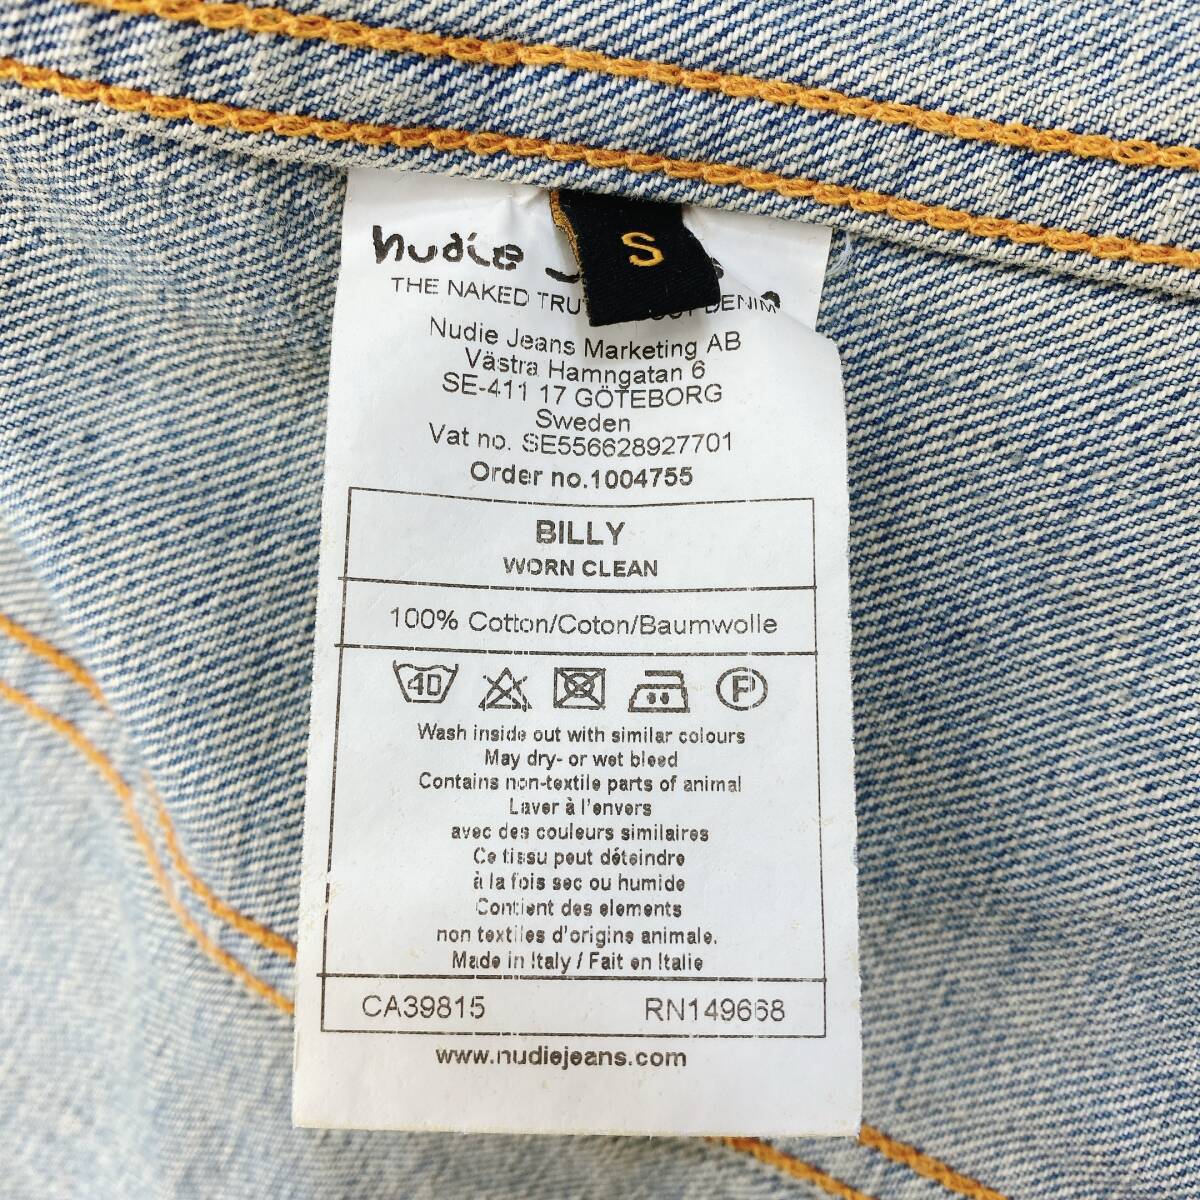 nudie
S
THE NAKED DENIM
Nudie Jeans Marketing AB
Västra Hamngatan 6
SE-411 17 GÖTEBORG
Sweden
Vat no. SE556628927701
Order no.1004755
BILLY
WORN CLEAN
100% Cotton/Coton/Baumwolle
40 P
Wash inside out with similar colours
May dry- or wet bleed
Contains non-textile parts of animal
Laver à l'envers
avec des couleurs similaires
Ce tissu peut déteindre
à la fois sec ou humide
Contient des elements
non textiles d'origine animale.
Made in Italy / Fait en Italie
CA39815 RN149668
www.nudiejeans.com